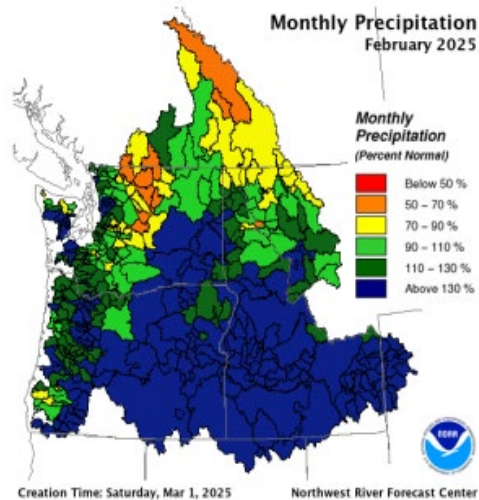 Monthly Precipitation
February 2025
Monthly
Precipitation
(Percent Normal)
Below 50 %
50 – 70 %
70 – 90 %
90 – 110 %
110 – 130 %
Above 130 %
NOAA
Creation Time: Saturday, Mar 1, 2025
Northwest River Forecast Center